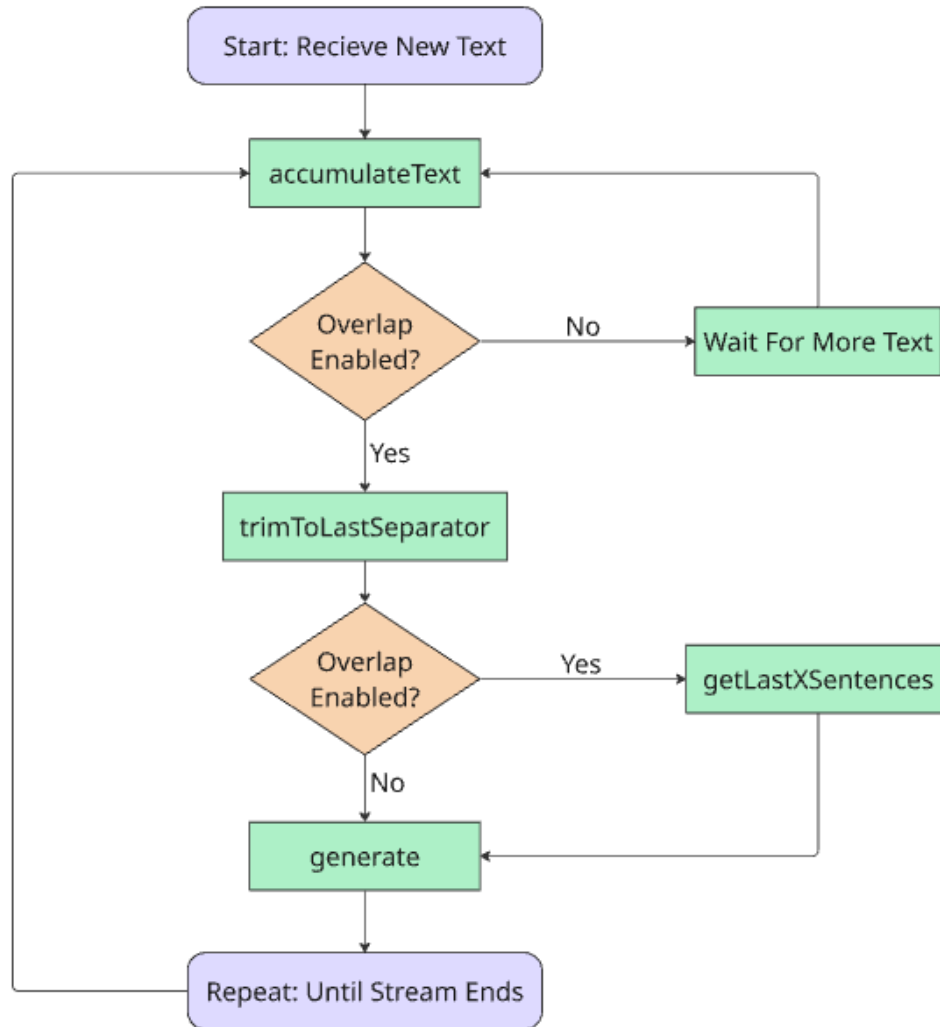 Start: Recieve New Text
accumulateText
Overlap
Enabled?
No
Wait For More Text
Yes
trimToLastSeparator
Overlap
Enabled?
Yes
getLastXSentences
No
generate
Repeat: Until Stream Ends